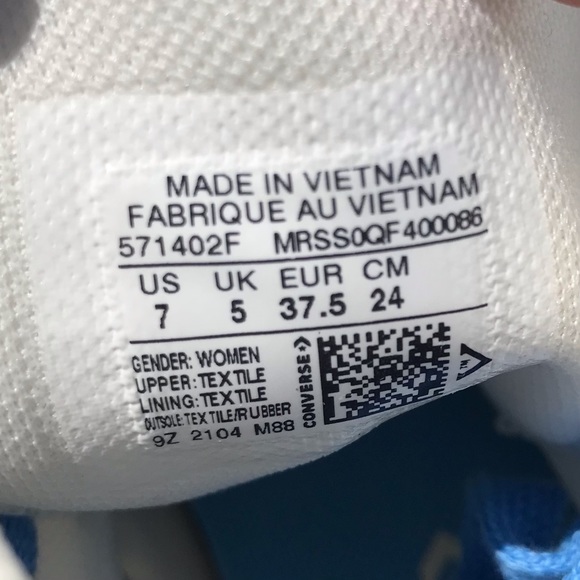 MADE IN VIETNAM
FABRIQUE AU VIETNAM
571402F MRSS0QF400086
US UK EUR CM
7 5 37.5 24
GENDER: WOMEN
UPPER: TEXTILE
LINING: TEXTILE
OUTSOLE: TEXTILE/RUBBER
9Z 2104 M88
CONVERSE
TM